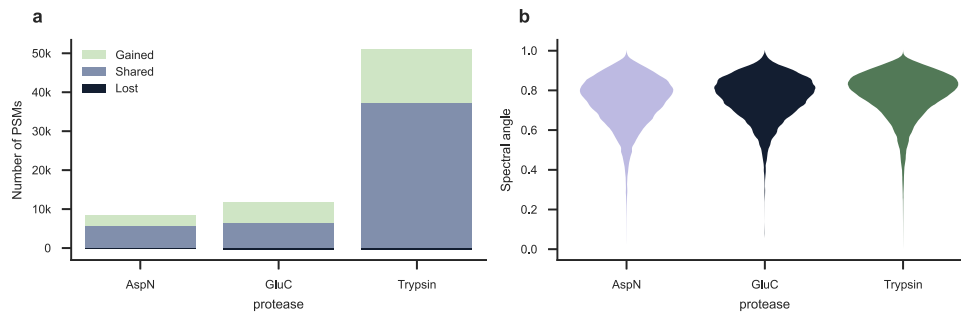 a
50k
40k
30k
20k
10k
0
Number of PSMs
Gained
Shared
Lost
AspN GluC Trypsin
protease
b
1.0
0.8
0.6
0.4
0.2
0.0
Spectral angle
AspN GluC Trypsin
protease